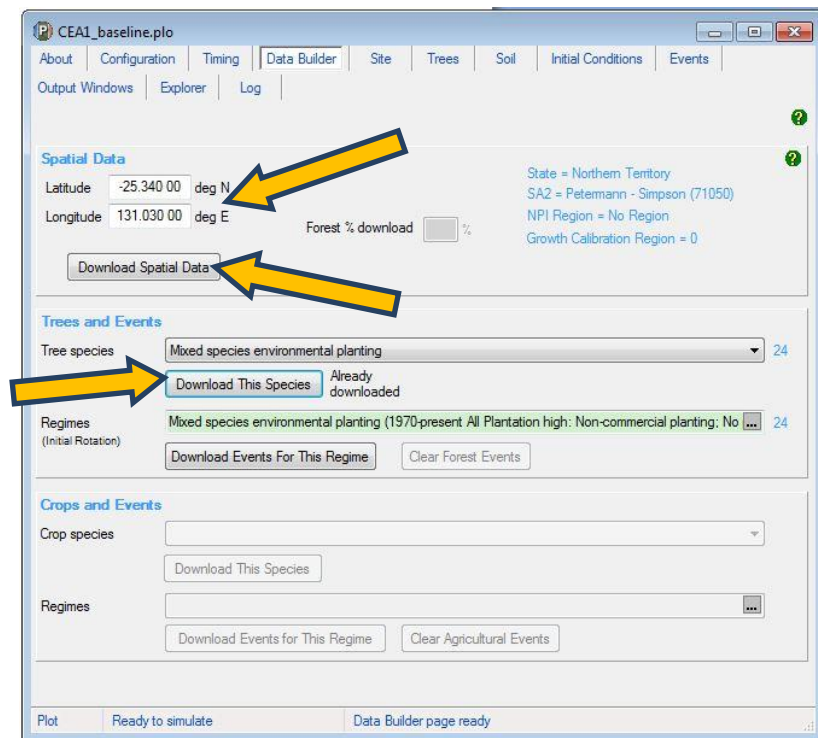 CEA1_baseline.plo
About Configuration Timing Data Builder Site Trees Soil Initial Conditions Events
Output Windows Explorer Log
Spatial Data
Latitude -25.340 00 deg N
Longitude 131.030 00 deg E
Forest % download %
State = Northern Territory
SA2 = Petermann - Simpson (71050)
NPI Region = No Region
Growth Calibration Region = 0
Download Spatial Data
Trees and Events
Tree species Mixed species environmental planting 24
Download This Species Already
downloaded
Regimes Mixed species environmental planting (1970-present All Plantation high: Non-commercial planting; No ... 24
(Initial Rotation)
Download Events For This Regime Clear Forest Events
Crops and Events
Crop species
Download This Species
Regimes ...
Download Events for This Regime Clear Agricultural Events
Plot Ready to simulate Data Builder page ready